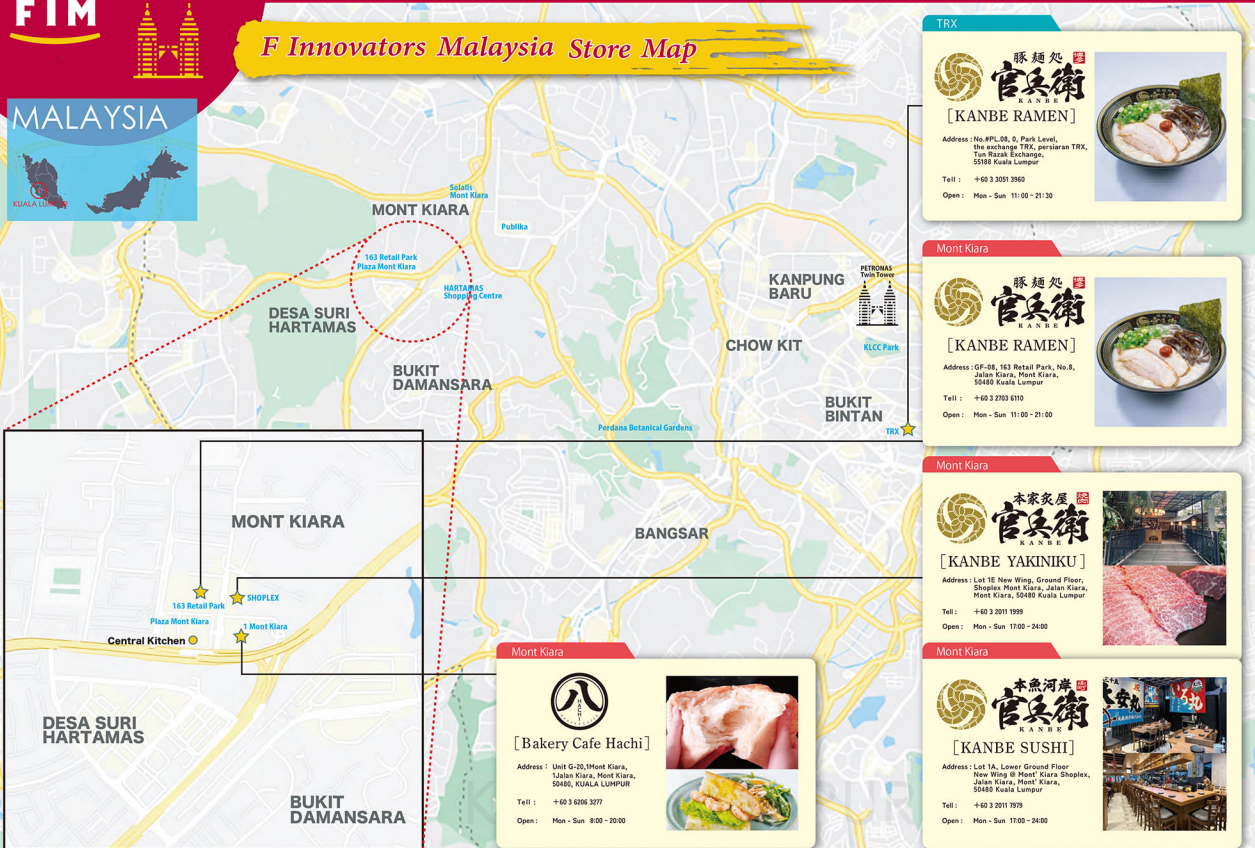 FIM
F Innovators Malaysia Store Map
MALAYSIA
KUALA LUMPUR
Solalis
Mont Kiara
MONT KIARA
Publika
163 Retail Park
Plaza Mont Kiara
HARTAMAS
Shopping Centre
DESA SURI
HARTAMAS
BUKIT
DAMANSARA
KANPUNG
BARU
PETRONAS
Twin Tower
CHOW KIT
KLCC Park
BUKIT
BINTAN
TRX
Perdana Botanical Gardens
BANGSAR
MONT KIARA
SHOPLEX
163 Retail Park
Plaza Mont Kiara
1 Mont Kiara
Central Kitchen
DESA SURI
HARTAMAS
BUKIT
DAMANSARA
TRX
豚麺処
官兵衛
KANBE
[KANBE RAMEN]
Address : No.#PL.08, 0, Park Level,
the exchange TRX, persiaran TRX,
Tun Razak Exchange,
55188 Kuala Lumpur
Tell : +60 3 3051 3960
Open : Mon - Sun 11:00 - 21:30
Mont Kiara
豚麺処
官兵衛
KANBE
[KANBE RAMEN]
Address : GF-08, 163 Retail Park, No.8,
Jalan Kiara, Mont Kiara,
50480 Kuala Lumpur
Tell : +60 3 2703 6110
Open : Mon - Sun 11:00 - 21:00
Mont Kiara
本家炙屋
官兵衛
KANBE
[KANBE YAKINIKU]
Address : Lot 1E New Wing, Ground Floor,
Shoplex Mont Kiara, Jalan Kiara,
Mont Kiara, 50480 Kuala Lumpur
Tel : +60 3 2011 1999
Open : Mon - Sun 17:00 - 24:00
Mont Kiara
本魚河岸
官兵衛
KANBE
[KANBE SUSHI]
Address : Lot 1A, Lower Ground Floor
New Wing @ Mont' Kiara Shoplex,
Jalan Kiara, Mont' Kiara,
50480 Kuala Lumpur
Tel : +60 3 2011 7979
Open : Mon - Sun 17:00 - 24:00
Mont Kiara
八
HACHI
[Bakery Cafe Hachi]
Address : Unit G-20,1Mont Kiara,
1Jalan Kiara, Mont Kiara,
50480, KUALA LUMPUR
Tell : +60 3 6206 3277
Open : Mon - Sun 8:00 - 20:00